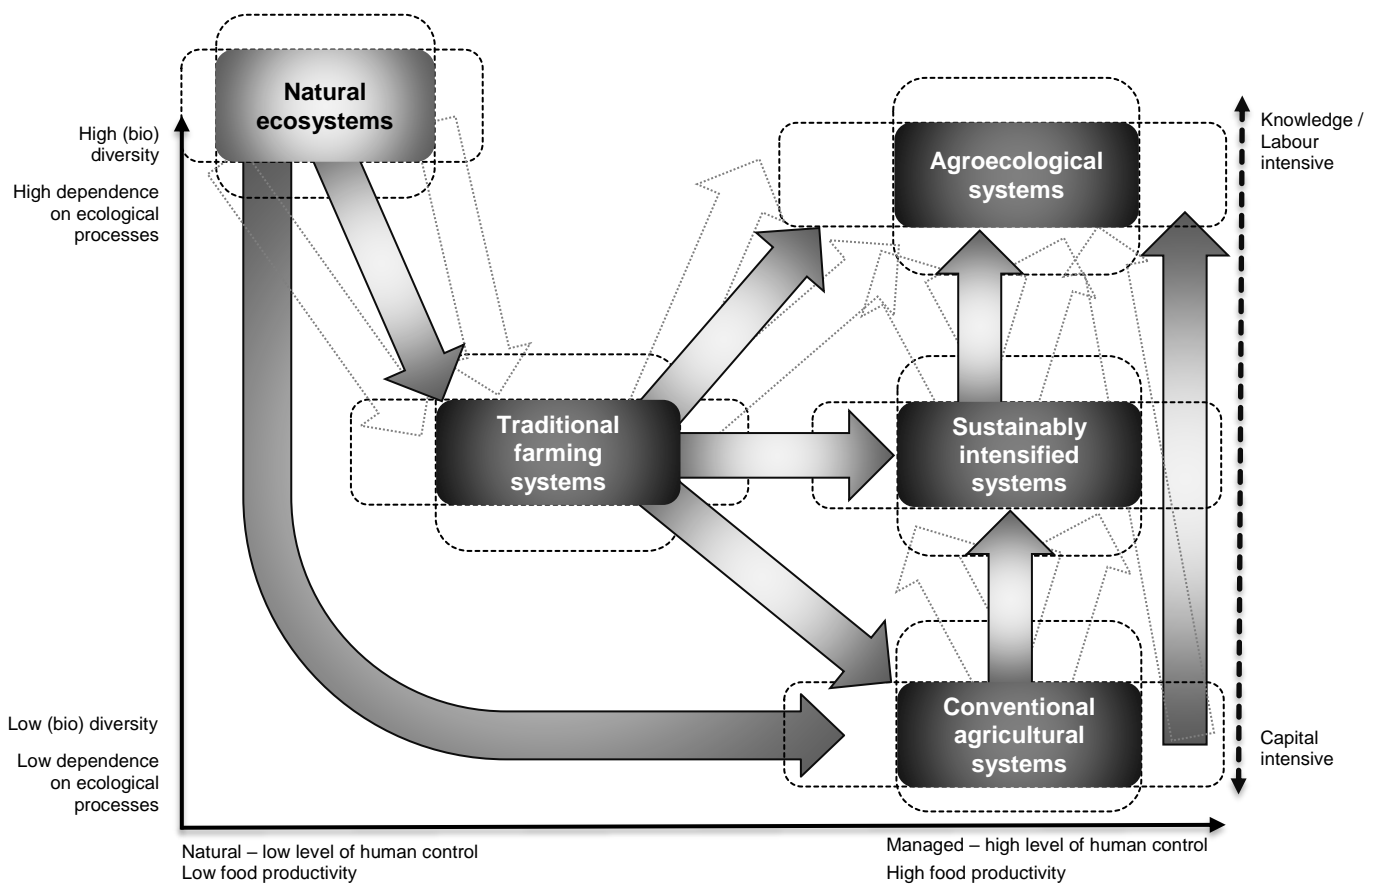 Natural
ecosystems
High (bio)
diversity
High dependence
on ecological
processes
Agroecological
systems
Knowledge /
Labour
intensive
Traditional
farming
systems
Sustainably
intensified
systems
Low (bio) diversity
Low dependence
on ecological
processes
Conventional
agricultural
systems
Capital
intensive
Natural – low level of human control
Low food productivity
Managed – high level of human control
High food productivity